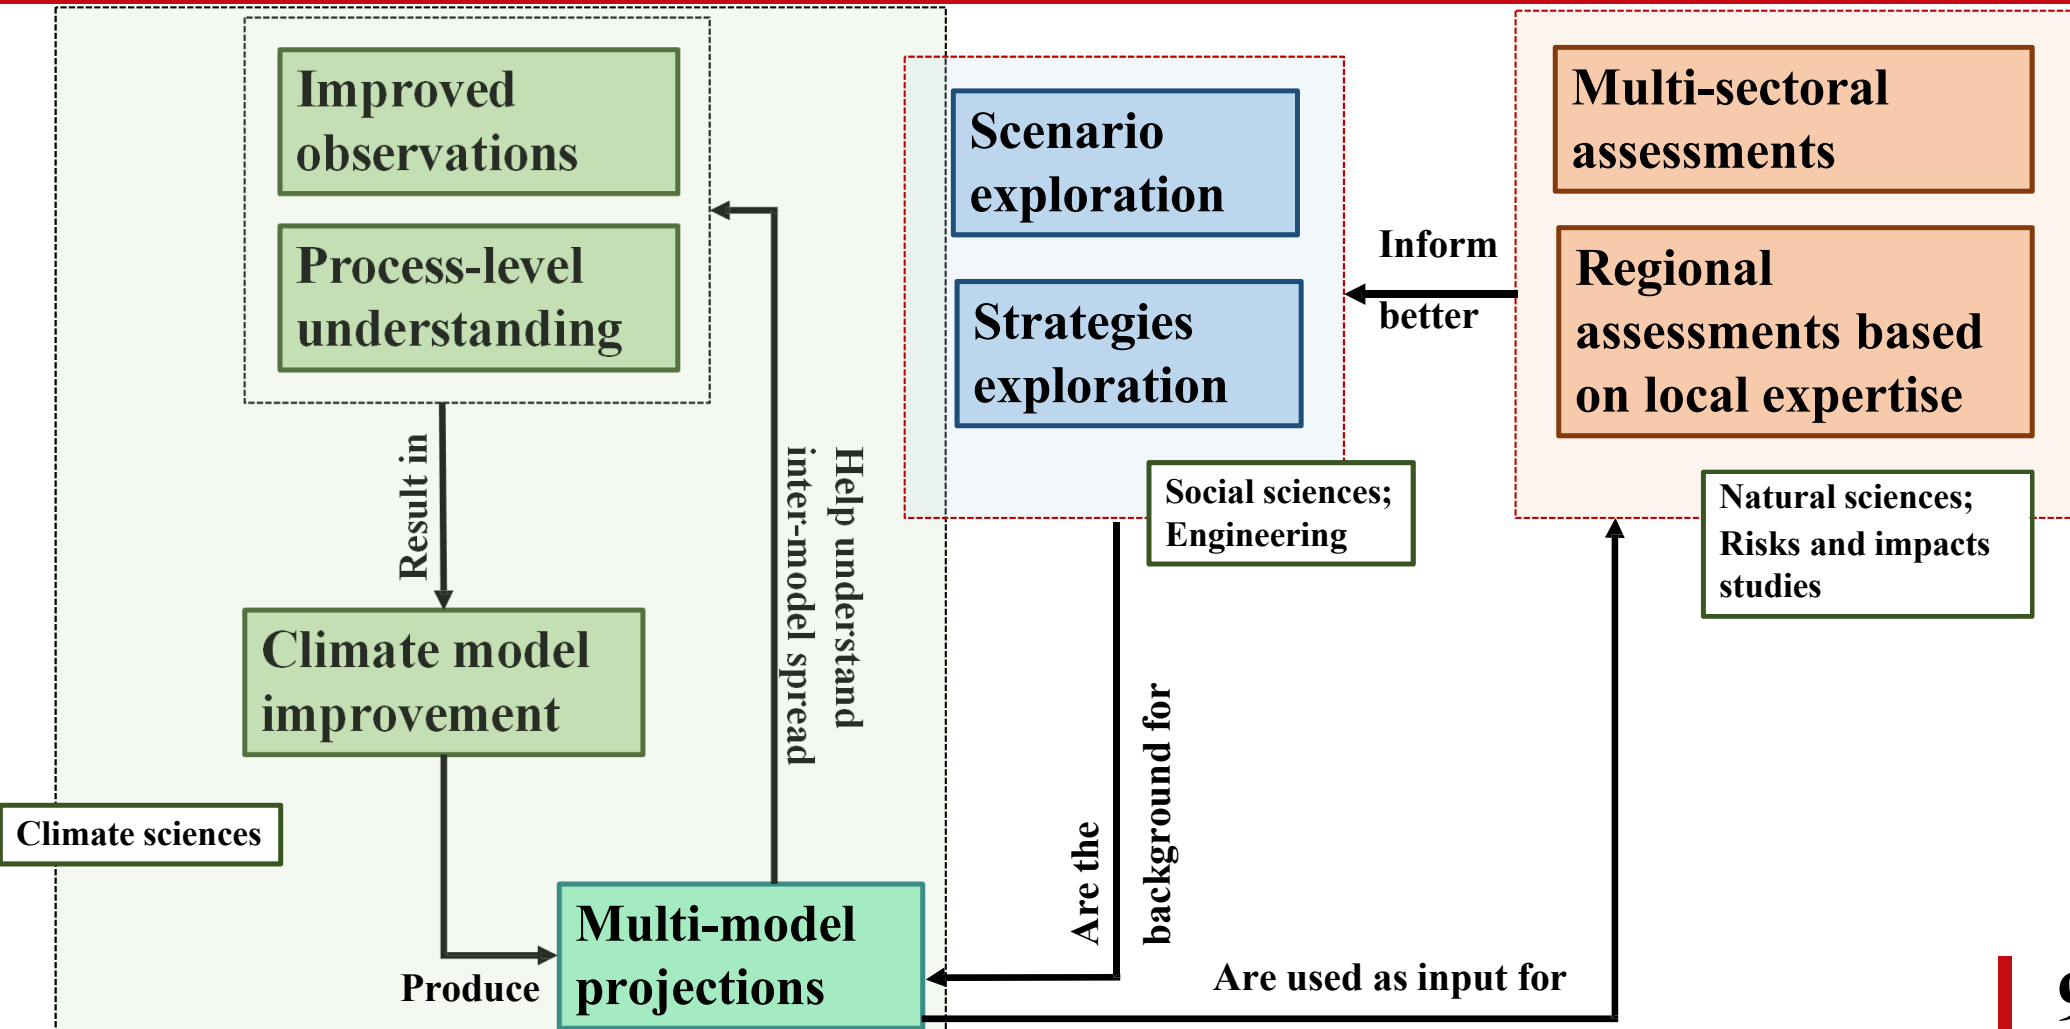 Improved
observations
Process-level
understanding
Result in
Help understand
inter-model spread
Climate model
improvement
Climate sciences
Produce
Multi-model
projections
Scenario
exploration
Strategies
exploration
Social sciences;
Engineering
Are the
background for
Inform
better
Multi-sectoral
assessments
Regional
assessments based
on local expertise
Natural sciences;
Risks and impacts
studies
Are used as input for